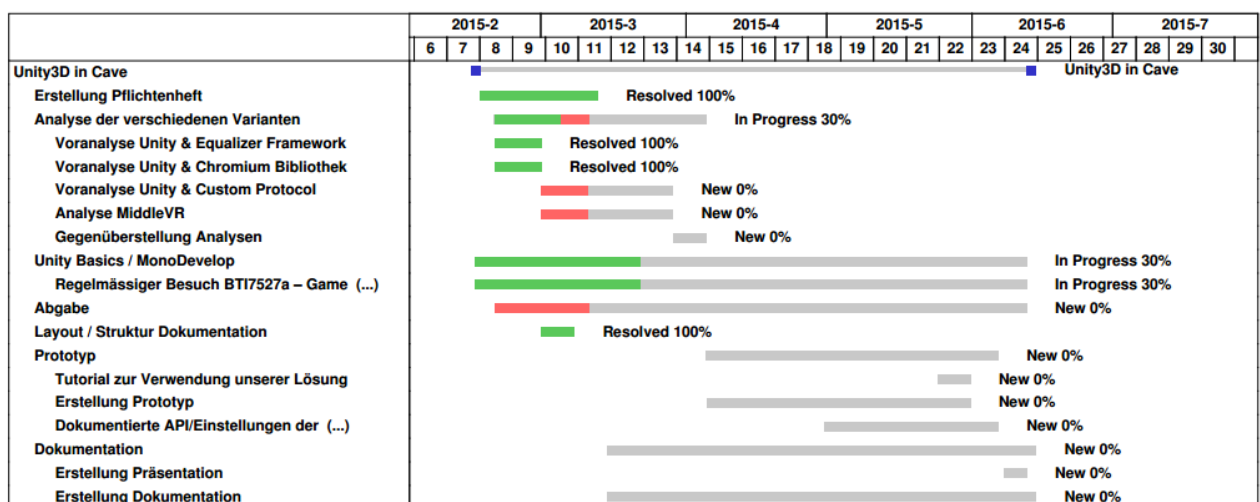 2015-2 2015-3 2015-4 2015-5 2015-6 2015-7
6 7 8 9 10 11 12 13 14 15 16 17 18 19 20 21 22 23 24 25 26 27 28 29 30
Unity3D in Cave Unity3D in Cave
Erstellung Pflichtenheft Resolved 100%
Analyse der verschiedenen Varianten In Progress 30%
Voranalyse Unity & Equalizer Framework Resolved 100%
Voranalyse Unity & Chromium Bibliothek Resolved 100%
Voranalyse Unity & Custom Protocol New 0%
Analyse MiddleVR New 0%
Gegenüberstellung Analysen New 0%
Unity Basics / MonoDevelop In Progress 30%
Regelmässiger Besuch BTI7527a – Game (...) In Progress 30%
Abgabe New 0%
Layout / Struktur Dokumentation Resolved 100%
Prototyp New 0%
Tutorial zur Verwendung unserer Lösung New 0%
Erstellung Prototyp New 0%
Dokumentierte API/Einstellungen der (...) New 0%
Dokumentation New 0%
Erstellung Präsentation New 0%
Erstellung Dokumentation New 0%